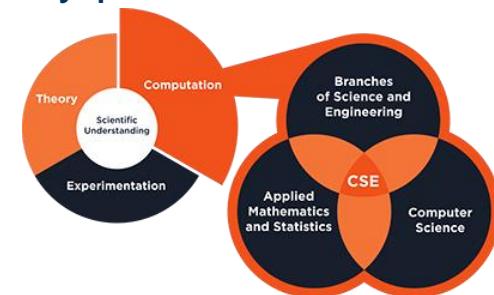 Theory
Computation
Scientific
Understanding
Experimentation
Branches
of Science and
Engineering
CSE
Applied
Mathematics
and Statistics
Computer
Science